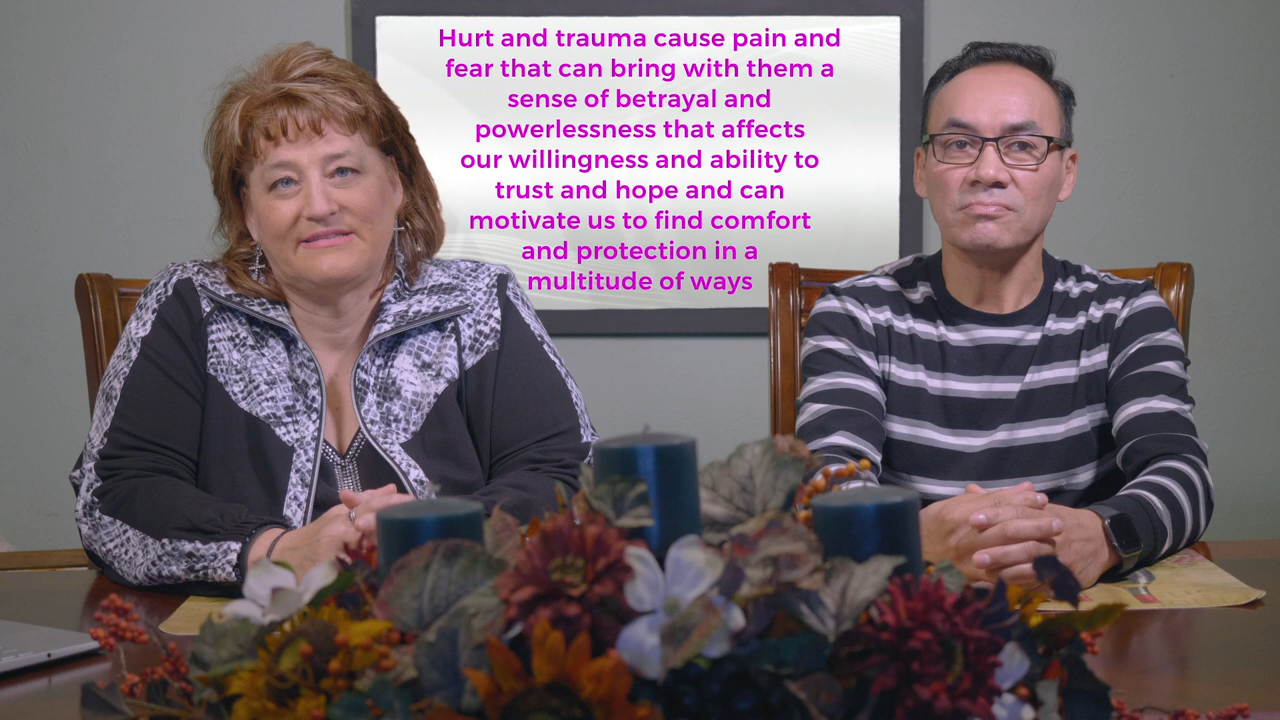 Hurt and trauma cause pain and
fear that can bring with them a
sense of betrayal and
powerlessness that affects
our willingness and ability to
trust and hope and can
motivate us to find comfort
and protection in a
multitude of ways